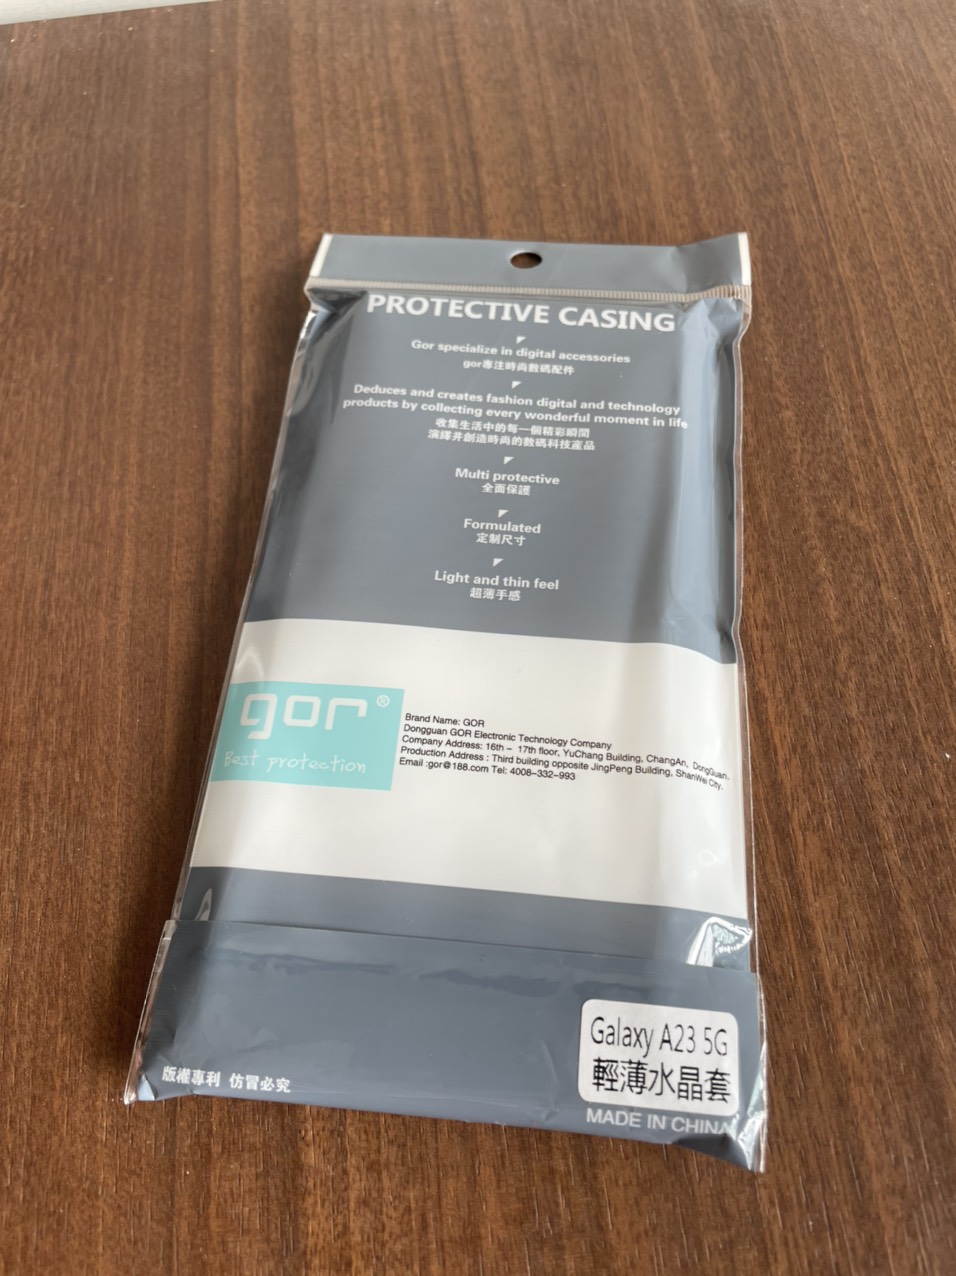 PROTECTIVE CASING
Gor specialize in digital accessories
gor專注時尚數碼配件
Deduces and creates fashion digital and technology
products by collecting every wonderful moment in life
收集生活中的每一個精彩瞬間
演繹并創造時尚的數碼科技產品
Multi protective
全面保護
Formulated
定制尺寸
Light and thin feel
超薄手感
gor®
Best protection
Brand Name: GOR
Dongguan GOR Electronic Technology Company
Company Address: 16th – 17th floor, YuChang Building, ChangAn, DongGuan.
Production Address : Third building opposite JingPeng Building, ShanWei City.
Email :gor@188.com Tel: 4008–332–993
Galaxy A23 5G
輕薄水晶套
版權專利 仿冒必究
MADE IN CHINA